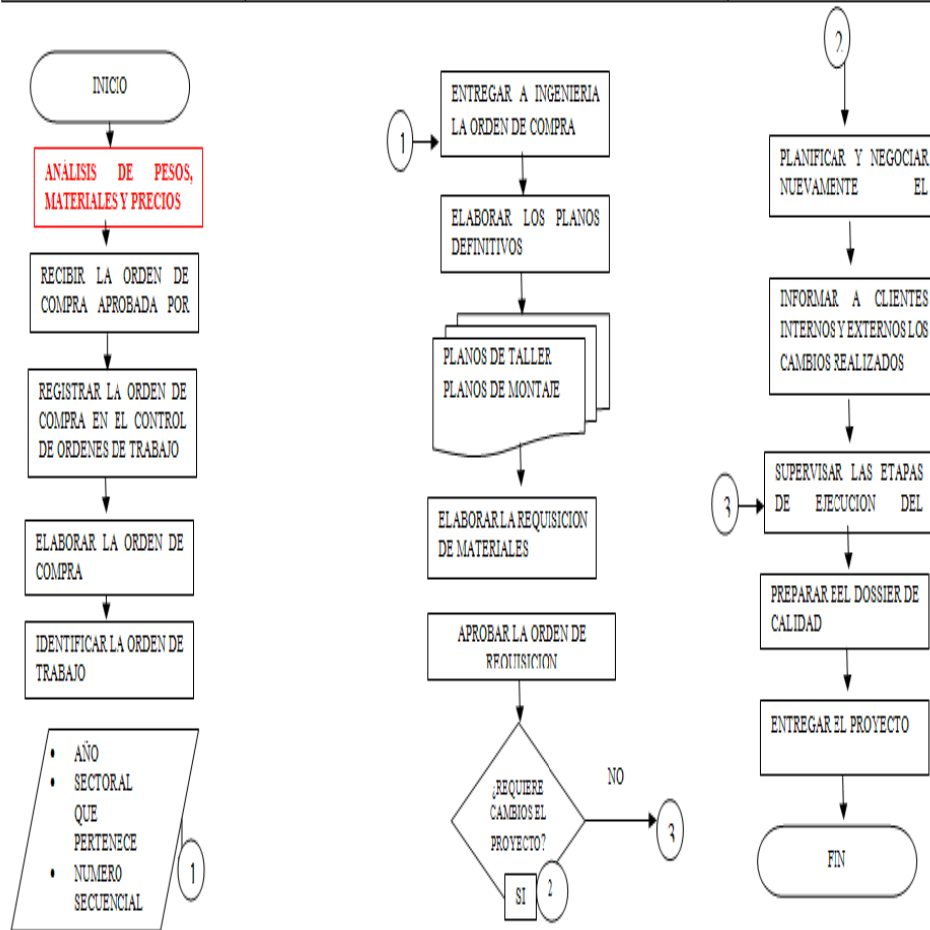 INICIO
ANÁLISIS DE PESOS,
MATERIALES Y PRECIOS
RECIBIR LA ORDEN DE
COMPRA APROBADA POR
REGISTRAR LA ORDEN DE
COMPRA EN EL CONTROL
DE ORDENES DE TRABAJO
ELABORAR LA ORDEN DE
COMPRA
IDENTIFICAR LA ORDEN DE
TRABAJO
• AÑO
• SECTORAL
QUE
PERTENECE
• NUMERO
SECUENCIAL
1
1
ENTREGAR A INGENIERIA
LA ORDEN DE COMPRA
ELABORAR LOS PLANOS
DEFINITIVOS
PLANOS DE TALLER
PLANOS DE MONTAJE
ELABORAR LA REQUISICION
DE MATERIALES
APROBAR LA ORDEN DE
REQUISICION
¿REQUIERE
CAMBIOS EL
PROYECTO?
NO
3
SI
2
2
PLANIFICAR Y NEGOCIAR
NUEVAMENTE EL
INFORMAR A CLIENTES
INTERNOS Y EXTERNOS LOS
CAMBIOS REALIZADOS
3
SUPERVISAR LAS ETAPAS
DE EJECUCION DEL
PREPARAR EEL DOSSIER DE
CALIDAD
ENTREGAR EL PROYECTO
FIN